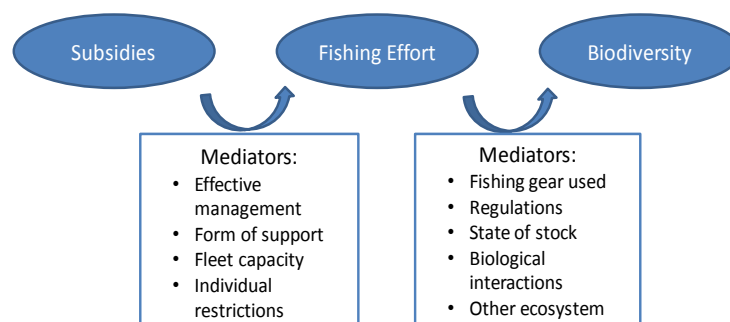 Subsidies
Fishing Effort
Biodiversity
Mediators:
• Effective
management
• Form of support
• Fleet capacity
• Individual
restrictions
Mediators:
• Fishing gear used
• Regulations
• State of stock
• Biological
interactions
• Other ecosystem